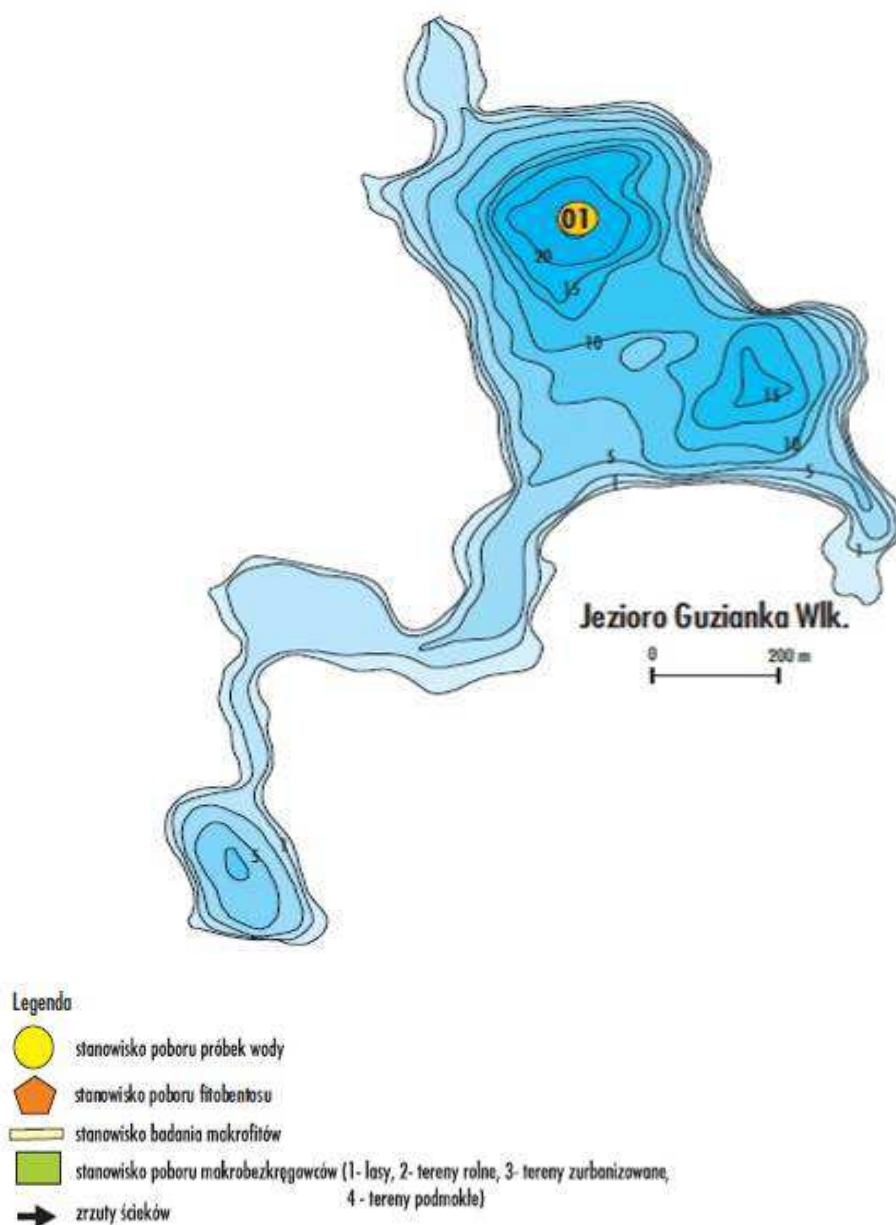 01
20
15
10
15
10
5
5
1
1
Jezioro Guzianka Wlk.
0 200 m
5
1
Legenda
stanowisko poboru próbek wody
stanowisko poboru fitobentosu
stanowisko badania makrofitów
stanowisko poboru makrobezkręgowców (1- lasy, 2- tereny rolne, 3- tereny zurbanizowane,
4 - tereny podmokłe)
zrzuty ścieków